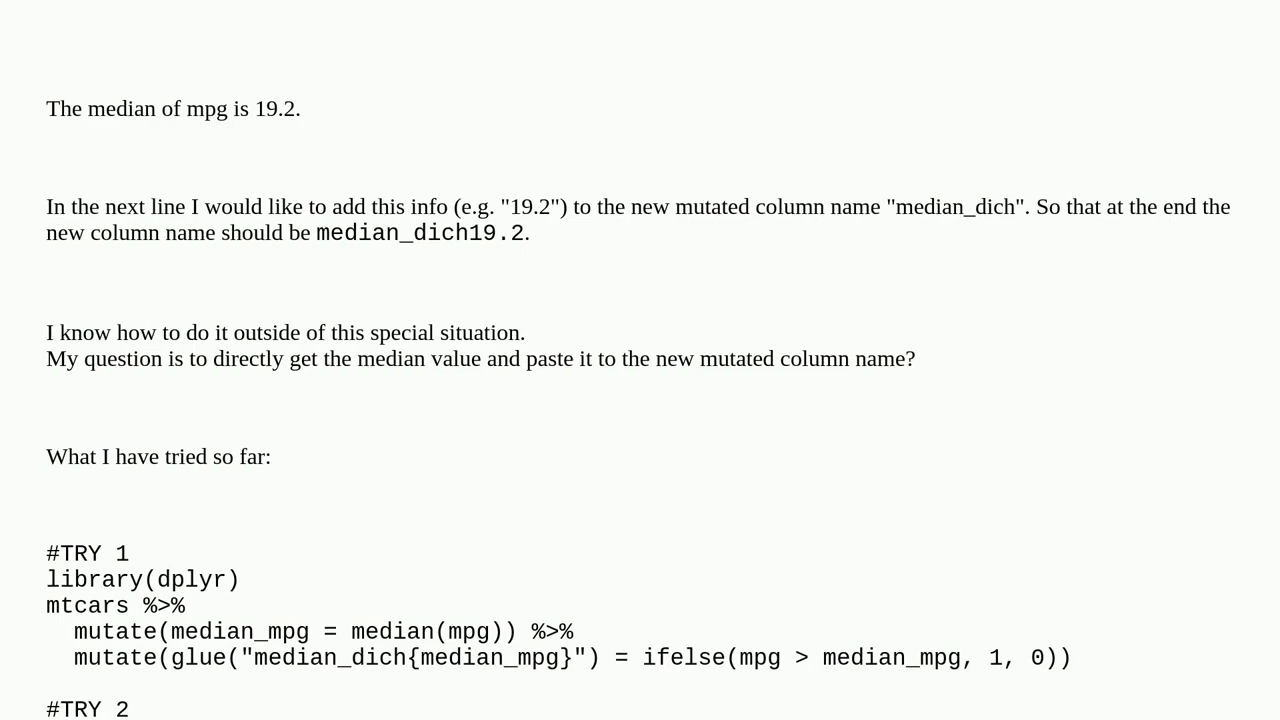 The median of mpg is 19.2.
In the next line I would like to add this info (e.g. "19.2") to the new mutated column name "median_dich". So that at the end the
new column name should be median_dich19.2.
I know how to do it outside of this special situation.
My question is to directly get the median value and paste it to the new mutated column name?
What I have tried so far:
#TRY 1
library(dplyr)
mtcars %>%
  mutate(median_mpg = median(mpg)) %>%
  mutate(glue("median_dich{median_mpg}") = ifelse(mpg > median_mpg, 1, 0))
#TRY 2